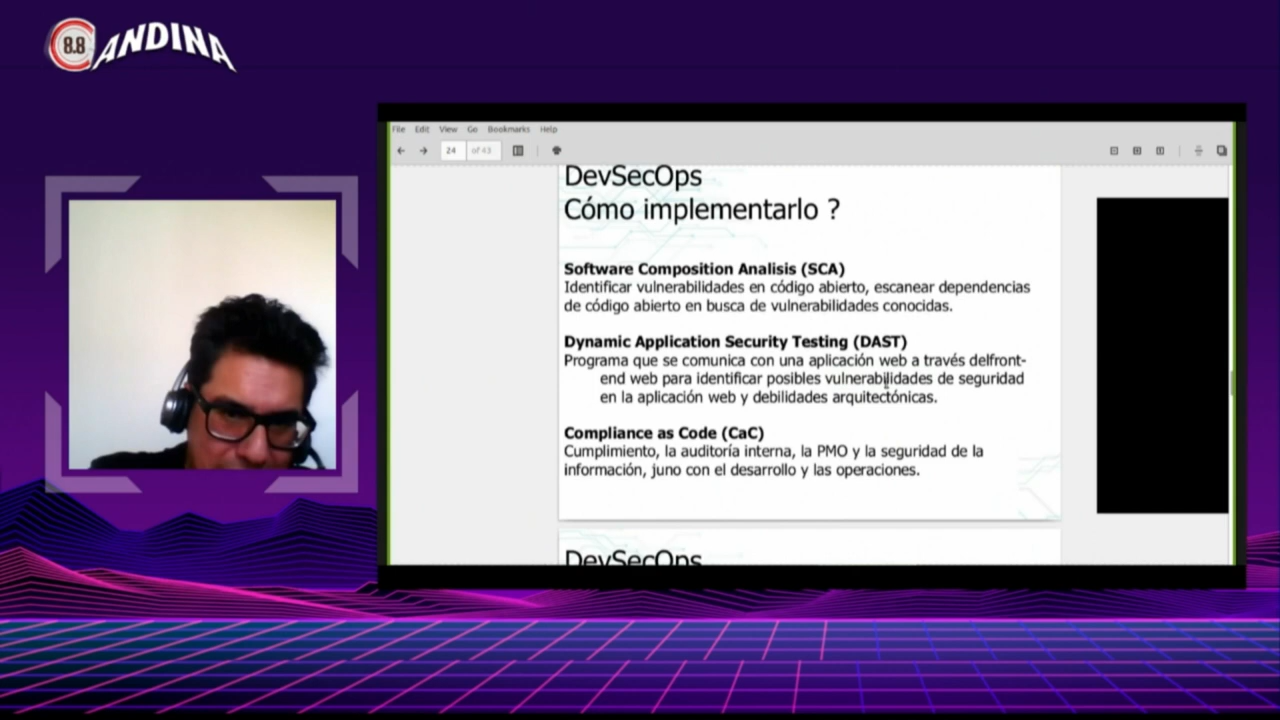 8.8 ANDINA
File Edit View Go Bookmarks Help
24 of 43
DevSecOps
Cómo implementarlo ?
Software Composition Analisis (SCA)
Identificar vulnerabilidades en código abierto, escanear dependencias
de código abierto en busca de vulnerabilidades conocidas.
Dynamic Application Security Testing (DAST)
Programa que se comunica con una aplicación web a través delfront-
end web para identificar posibles vulnerabilidades de seguridad
en la aplicación web y debilidades arquitectónicas.
Compliance as Code (CaC)
Cumplimiento, la auditoría interna, la PMO y la seguridad de la
información, juno con el desarrollo y las operaciones.
DevSecOps